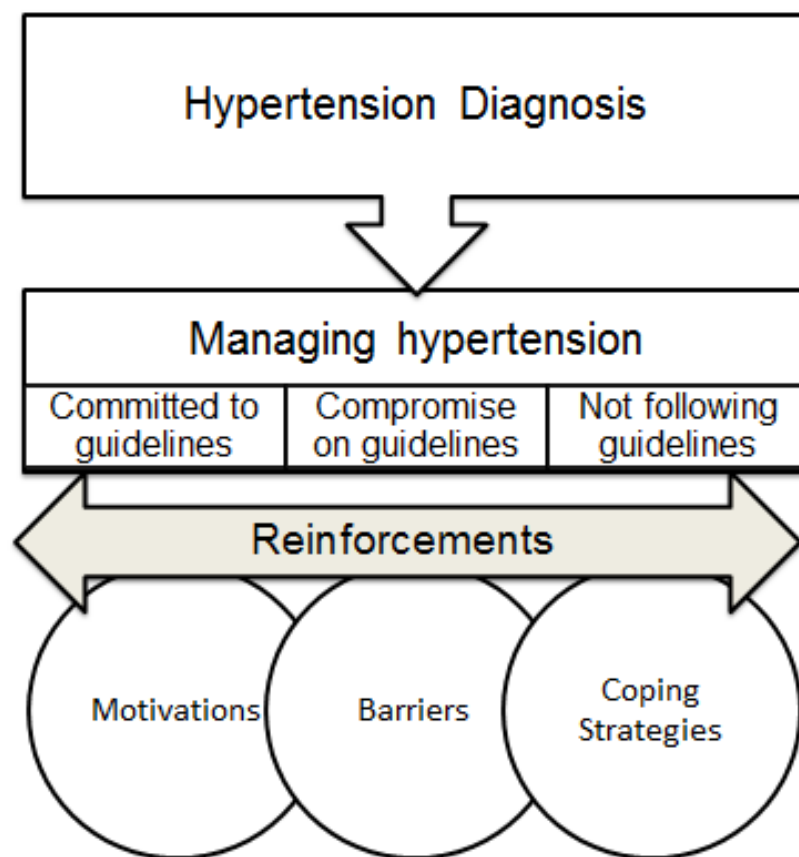 Hypertension Diagnosis
Managing hypertension
Committed to
guidelines
Compromise
on guidelines
Not following
guidelines
Reinforcements
Motivations
Barriers
Coping
Strategies